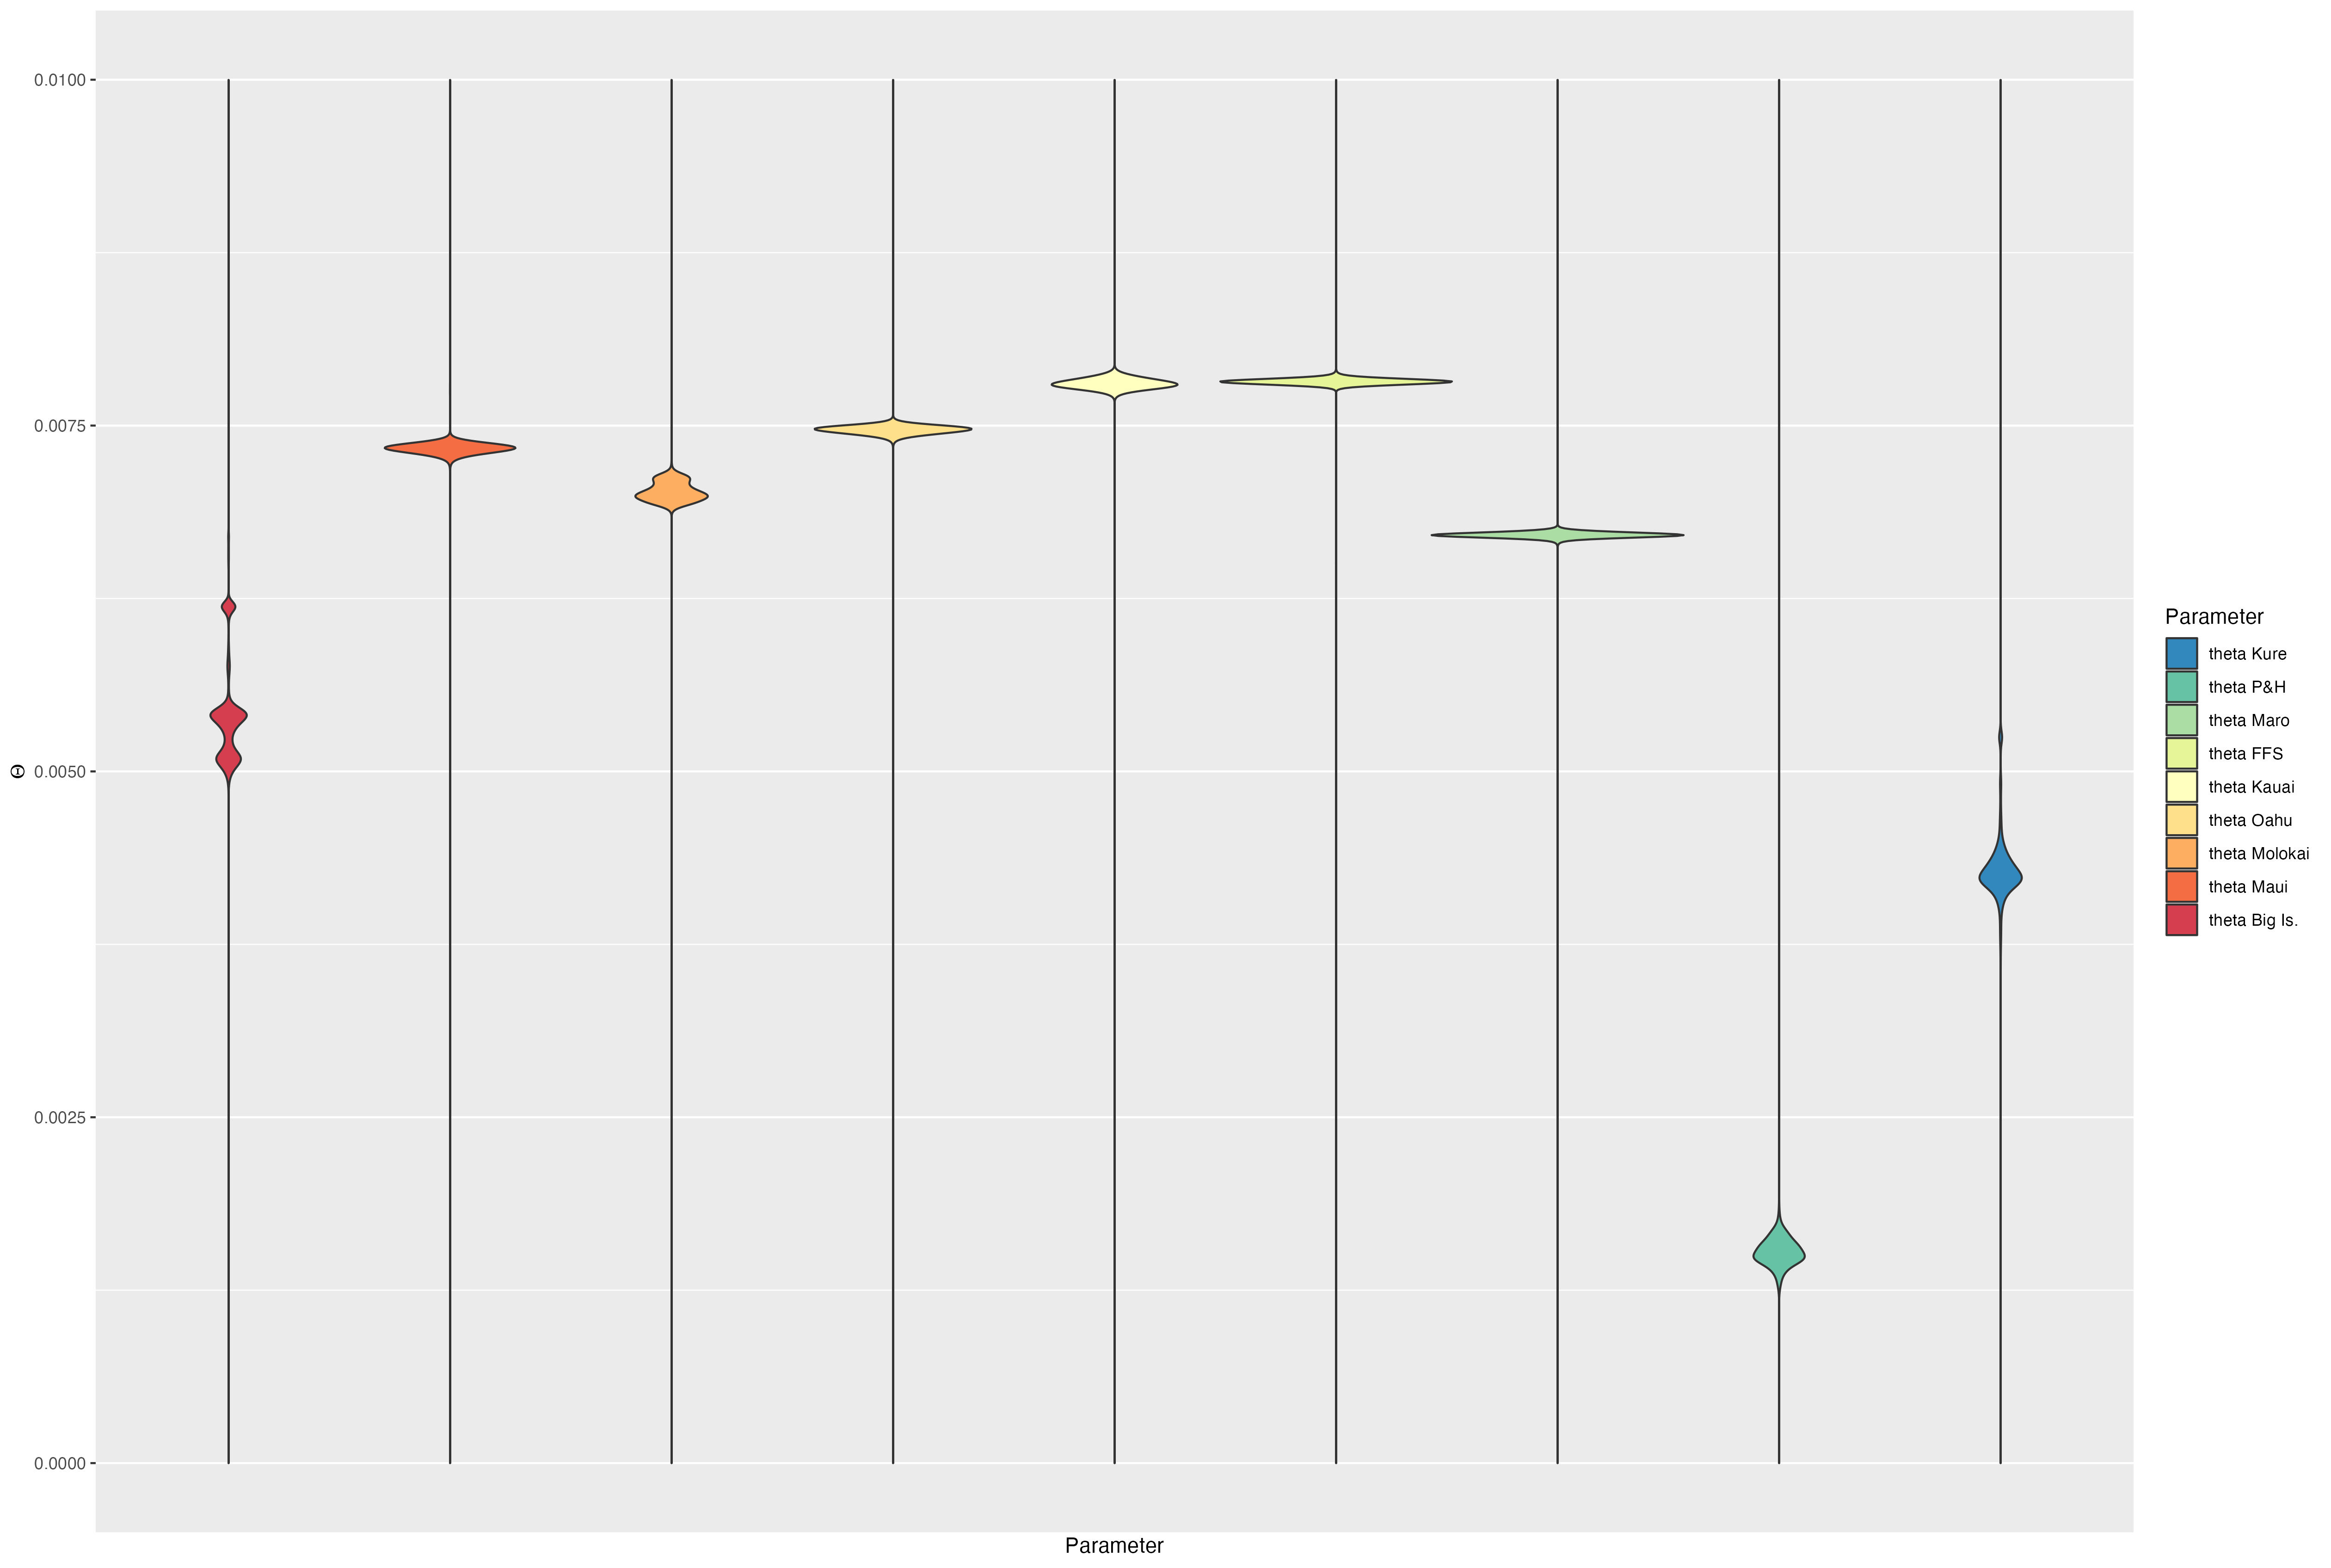 0.0100
0.0075
0.0050
0.0025
0.0000
Θ
Parameter
Parameter
theta Kure
theta P&H
theta Maro
theta FFS
theta Kauai
theta Oahu
theta Molokai
theta Maui
theta Big Is.